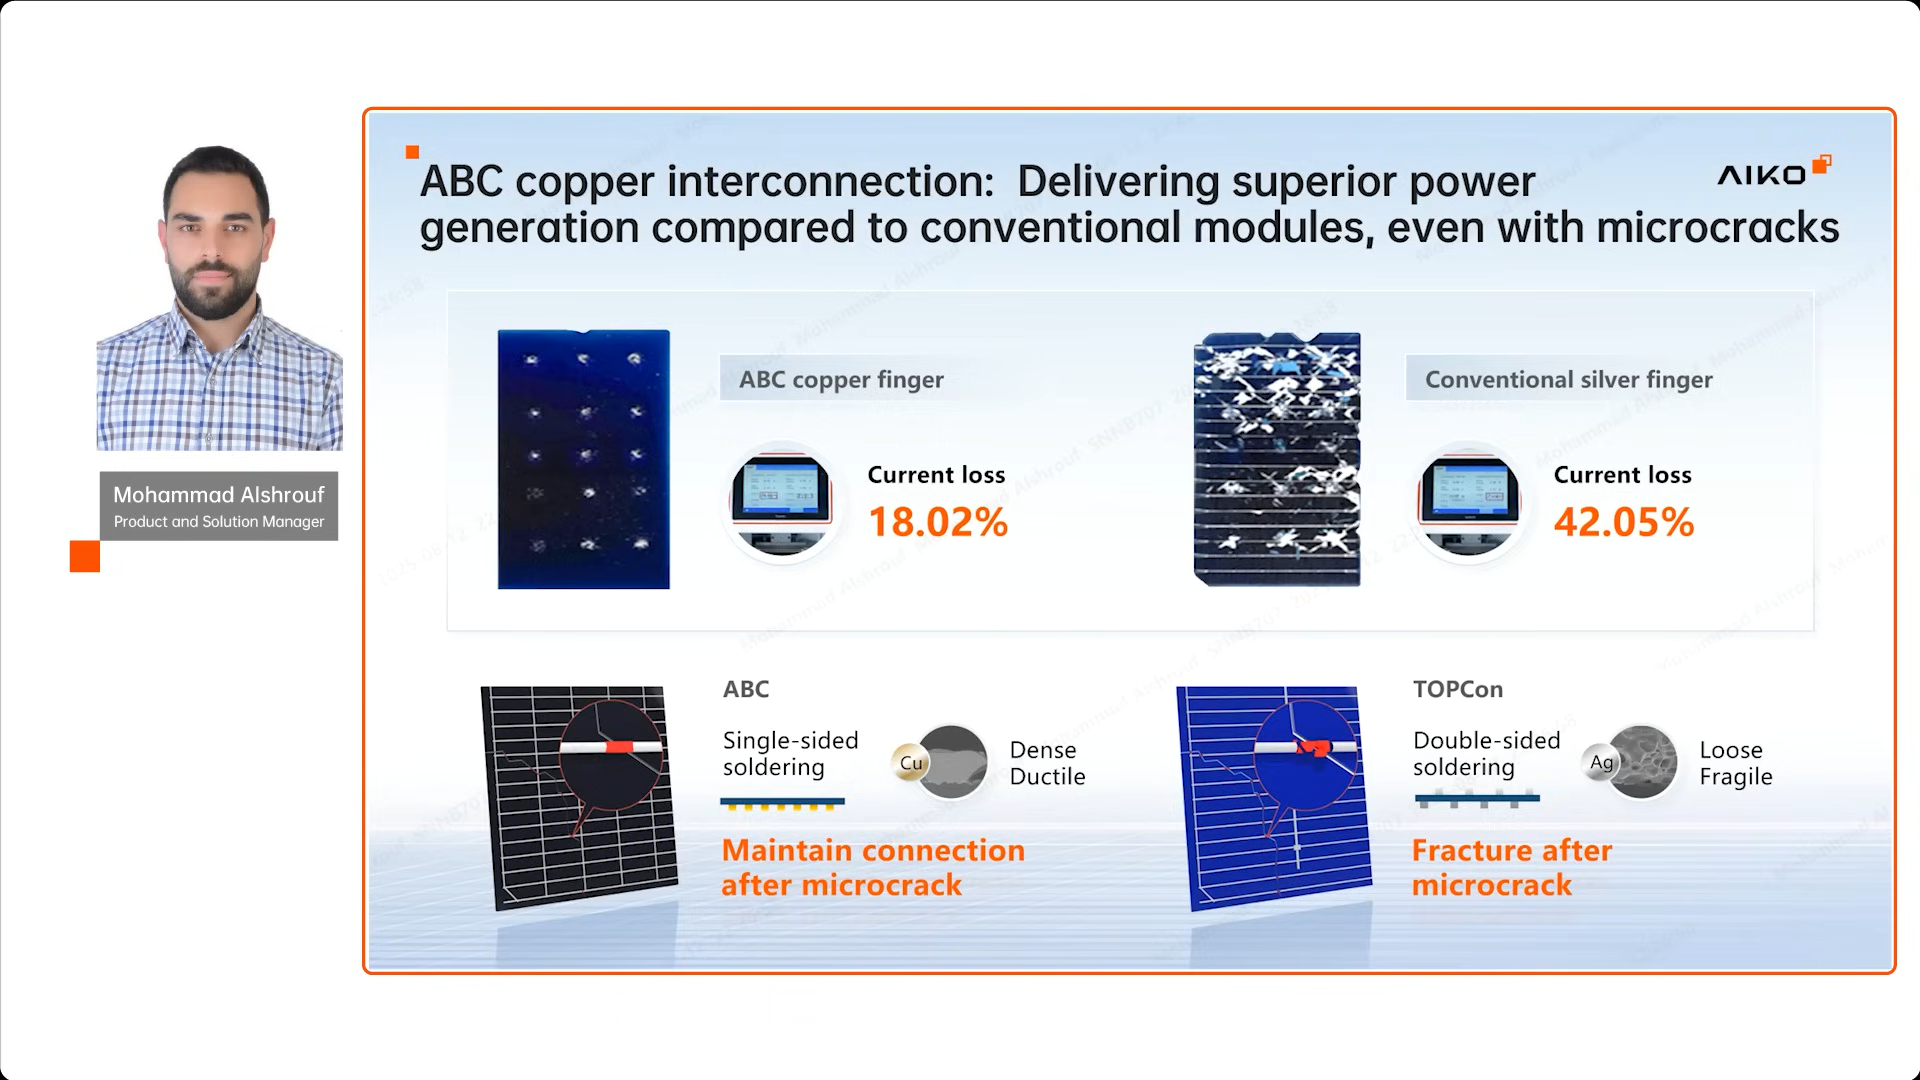 ABC copper interconnection: Delivering superior power
generation compared to conventional modules, even with microcracks
AIKO
Mohammad Alshrouf
Product and Solution Manager
ABC copper finger
Current loss
18.02%
Conventional silver finger
Current loss
42.05%
ABC
Single-sided
soldering
Cu
Dense
Ductile
Maintain connection
after microcrack
TOPCon
Double-sided
soldering
Ag
Loose
Fragile
Fracture after
microcrack